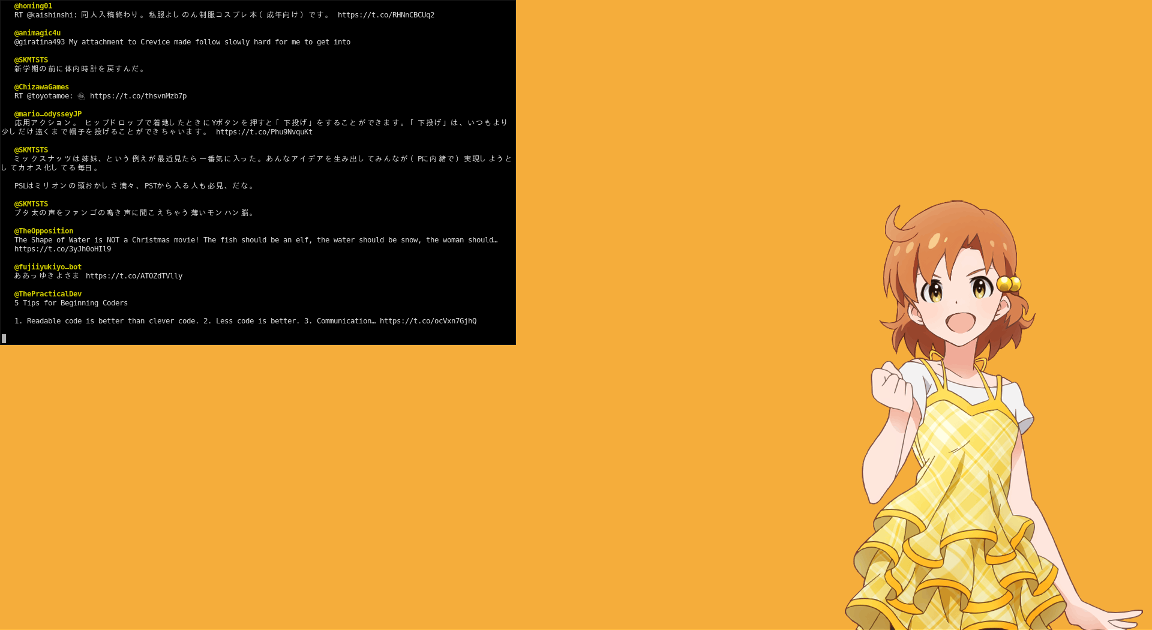 @homing01
RT @kaishinshi: 同人入稿終わり。私服よしのん制服コスプレ本(成年向け)です。 https://t.co/RHNnCBCUq2
@animagic4u
@giratina493 My attachment to Crevice made follow slowly hard for me to get into
@SKMTSTS
新学期の前に体内時計を戻すんだ。
@ChizawaGames
RT @toyotamoe: https://t.co/thsvnMzb7p
@mario…odysseyJP
応用アクション。 ヒップドロップで着地したときにYボタンを押すと「下投げ」をすることができます。「下投げ」は、いつもより
少しだけ遠くまで帽子を投げることができちゃいます。 https://t.co/Phu9NvquKt
@SKMTSTS
ミックスナッツは姉妹、という例えが最近見たら一番気に入った。あんなアイデアを生み出してみんなが(Pに内緒で)実現しようと
してカオス化してる毎日。
PSLはミリオンの頭おかしさ満々、PSTから入る人も必見、だな。
@SKMTSTS
ブタ太の声をファンゴの鳴き声に聞こえちゃう薄いモンハン脳。
@TheOpposition
The Shape of Water is NOT a Christmas movie! The fish should be an elf, the water should be snow, the woman should…
https://t.co/3yJh0oHIl9
@fujiiyukiyo…bot
ああっゆきよさま https://t.co/ATOZdTVlly
@ThePracticalDev
5 Tips for Beginning Coders
1. Readable code is better than clever code. 2. Less code is better. 3. Communication… https://t.co/ocVxn7GjhQ